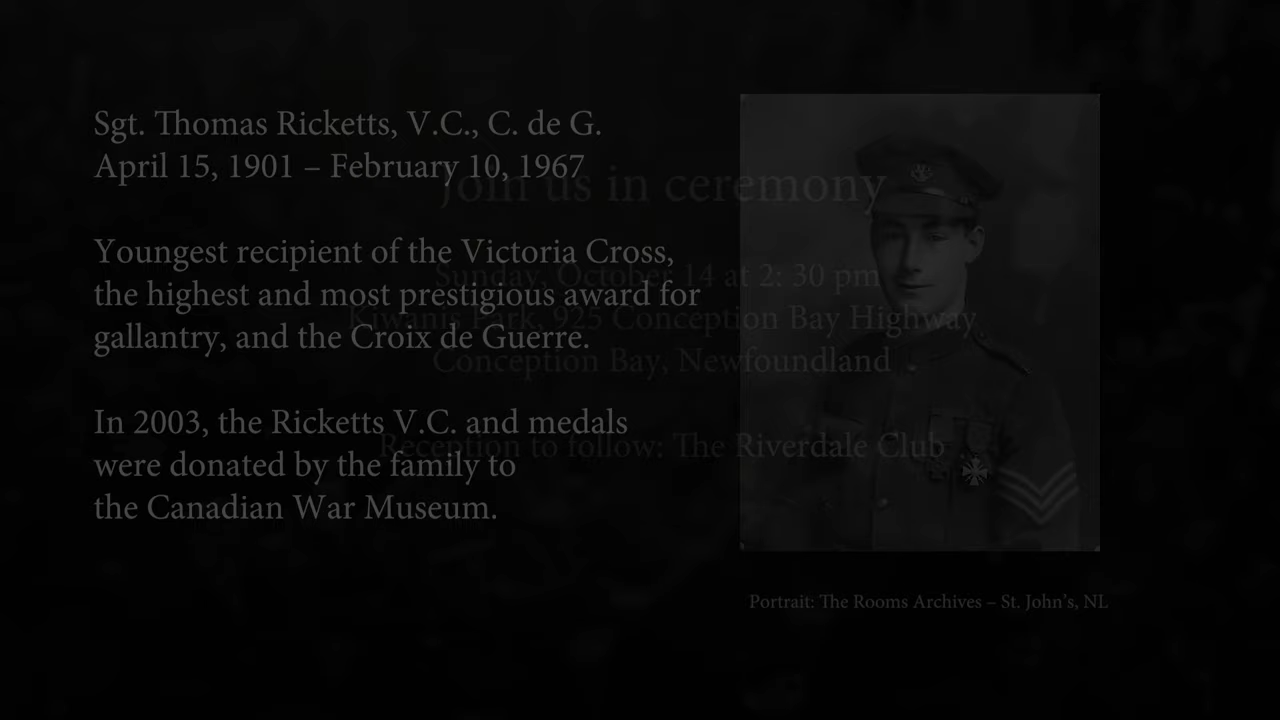 Sgt. Thomas Ricketts, V.C., C. de G.
April 15, 1901 – February 10, 1967
Youngest recipient of the Victoria Cross,
the highest and most prestigious award for
gallantry, and the Croix de Guerre.
In 2003, the Ricketts V.C. and medals
were donated by the family to
the Canadian War Museum.
Join us in ceremony
Sunday, October 14 at 2: 30 pm
Kiwanis Park, 925 Conception Bay Highway
Conception Bay, Newfoundland
Reception to follow: The Riverdale Club
Portrait: The Rooms Archives – St. John's, NL